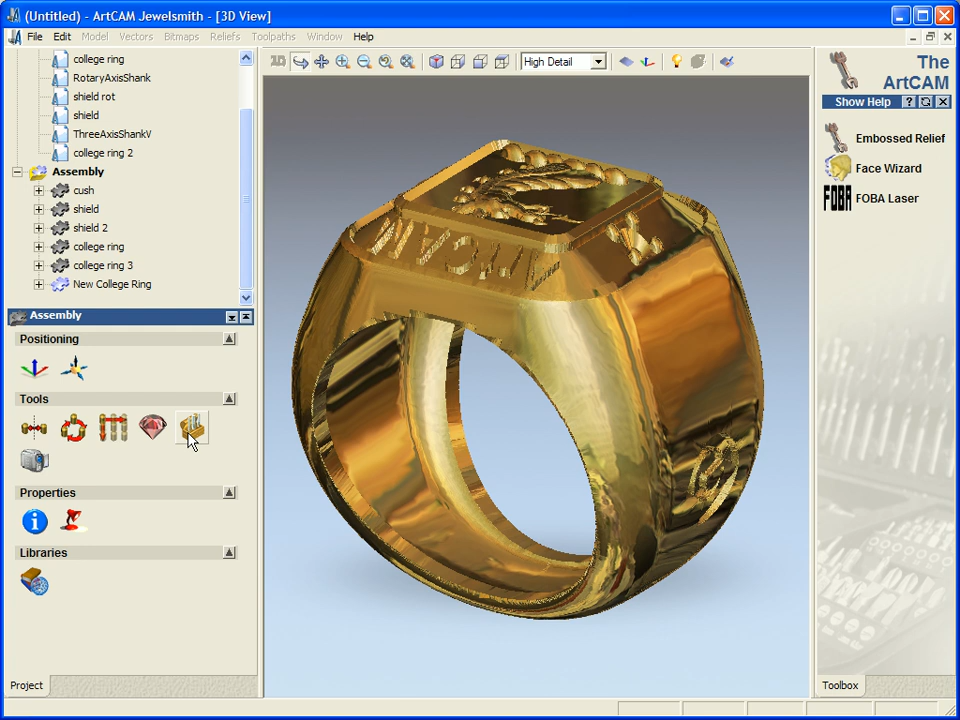 (Untitled) - ArtCAM Jewelsmith - [3D View]
File Edit Model Vectors Bitmaps Reliefs Toolpaths Window Help
2D
High Detail
college ring
RotaryAxisShank
shield rot
shield
ThreeAxisShankV
college ring 2
Assembly
cush
shield
shield 2
college ring
college ring 3
New College Ring
Assembly
Positioning
Tools
Properties
Libraries
Project
The
ArtCAM
Show Help ?
Embossed Relief
Face Wizard
FOBA FOBA Laser
Toolbox